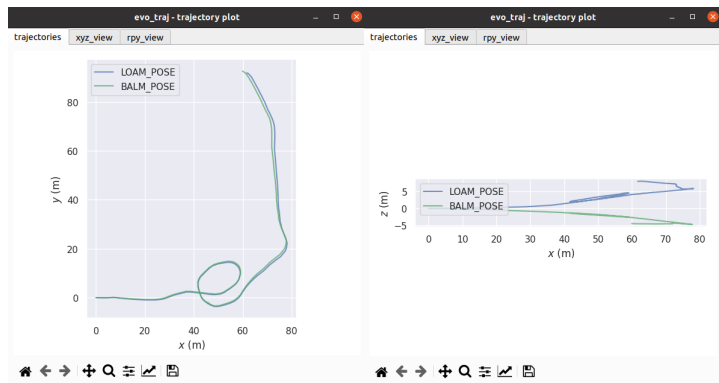 evo_traj - trajectory plot
trajectories xyz_view rpy_view
LOAM_POSE
BALM_POSE
80
60
40
20
0
y (m)
0 20 40 60 80
x (m)
evo_traj - trajectory plot
trajectories xyz_view rpy_view
LOAM_POSE
BALM_POSE
5
0
−5
z (m)
0 10 20 30 40 50 60 70 80
x (m)